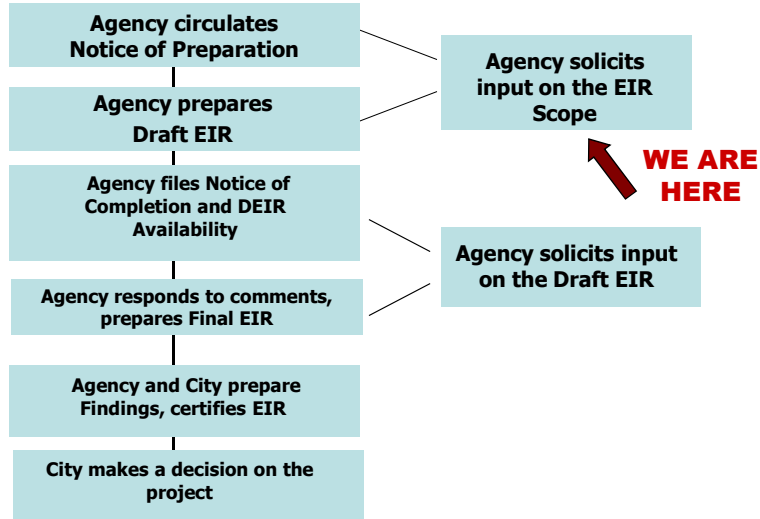 Agency circulates
Notice of Preparation
Agency prepares
Draft EIR
Agency files Notice of
Completion and DEIR
Availability
Agency responds to comments,
prepares Final EIR
Agency and City prepare
Findings, certifies EIR
City makes a decision on the
project
Agency solicits
input on the EIR
Scope
WE ARE
HERE
Agency solicits input
on the Draft EIR